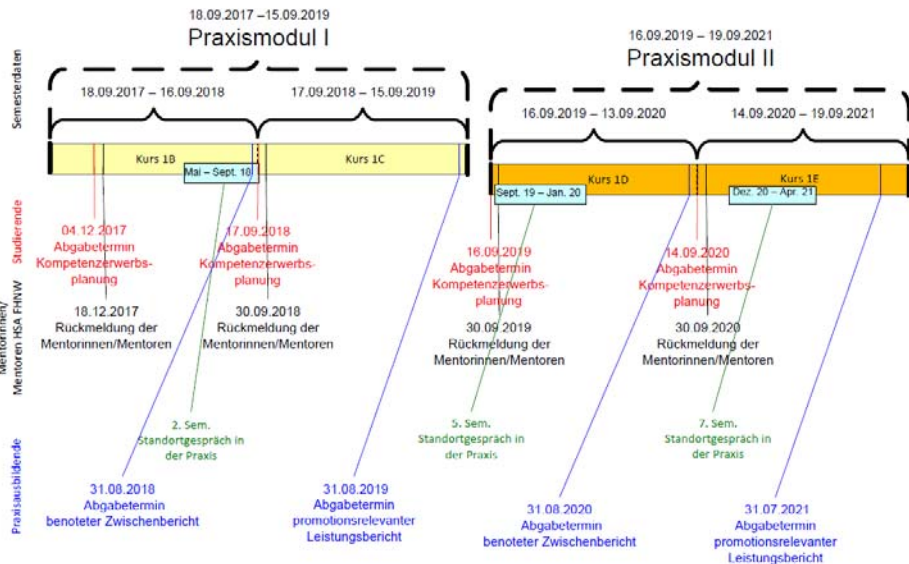 18.09.2017 –15.09.2019
Praxismodul I
16.09.2019 – 19.09.2021
Praxismodul II
Semesterdaten
18.09.2017 – 16.09.2018
17.09.2018 – 15.09.2019
16.09.2019 – 13.09.2020
14.09.2020 – 19.09.2021
Kurs 1B
Mai – Sept. 18
Kurs 1C
Kurs 1D
Sept. 19 – Jan. 20
Kurs 1E
Dez. 20 – Apr. 21
Studierende
04.12.2017
Abgabetermin
Kompetenzerwerbs-
planung
17.09.2018
Abgabetermin
Kompetenzerwerbs-
planung
16.09.2019
Abgabetermin
Kompetenzerwerbs-
planung
14.09.2020
Abgabetermin
Kompetenzerwerbs-
planung
Mentorinnen/
Mentoren HSA FHNW
18.12.2017
Rückmeldung der
Mentorinnen/Mentoren
30.09.2018
Rückmeldung der
Mentorinnen/Mentoren
30.09.2019
Rückmeldung der
Mentorinnen/Mentoren
30.09.2020
Rückmeldung der
Mentorinnen/Mentoren
2. Sem.
Standortgespräch in
der Praxis
5. Sem.
Standortgespräch in
der Praxis
7. Sem.
Standortgespräch in
der Praxis
Praxisausbildende
31.08.2018
Abgabetermin
benoteter Zwischenbericht
31.08.2019
Abgabetermin
promotionsrelevanter
Leistungsbericht
31.08.2020
Abgabetermin
benoteter Zwischenbericht
31.07.2021
Abgabetermin
promotionsrelevanter
Leistungsbericht